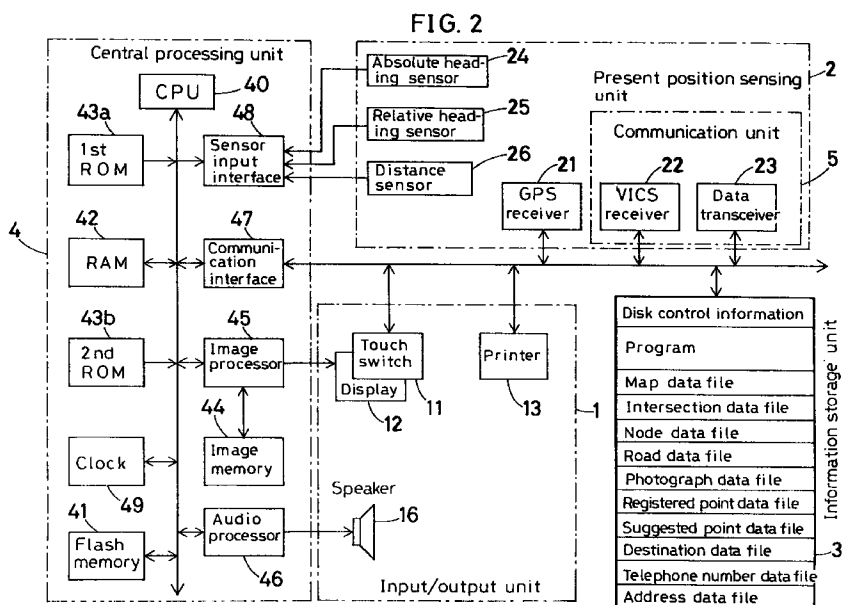 FIG. 2
Central processing unit
CPU
40
43a
1st
ROM
48
Sensor
input
interface
42
RAM
47
Communi-
cation
interface
4
43b
2nd
ROM
45
Image
processor
44
Image
memory
Clock
49
41
Flash
memory
Audio
processor
46
Absolute head-
ing sensor
24
Relative head-
ing sensor
25
Distance
sensor
26
Present position sensing
unit
2
Communication unit
5
21
GPS
receiver
22
VICS
receiver
23
Data
transceiver
Touch
switch
Display
11
12
Printer
13
1
Speaker
16
Input/output unit
Disk control information
Program
Map data file
Intersection data file
Node data file
Road data file
Photograph data file
Registered point data file
Suggested point data file
Destination data file
Telephone number data file
Address data file
3
Information storage unit